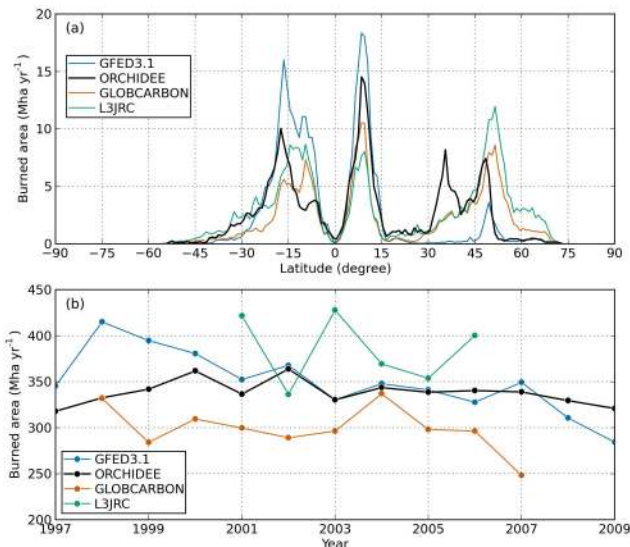 (a)
GFED3.1
ORCHIDEE
GLOBCARBON
L3JRC
Burned area (Mha yr⁻¹)
20
15
10
5
0
−90 −75 −60 −45 −30 −15 0 15 30 45 60 75 90
Latitude (degree)
(b)
Burned area (Mha yr⁻¹)
450
400
350
300
250
200
GFED3.1
ORCHIDEE
GLOBCARBON
L3JRC
1997 1999 2001 2003 2005 2007 2009
Year